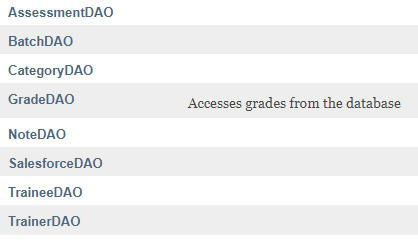 AssessmentDAO
BatchDAO
CategoryDAO
GradeDAO Accesses grades from the database
NoteDAO
SalesforceDAO
TraineeDAO
TrainerDAO